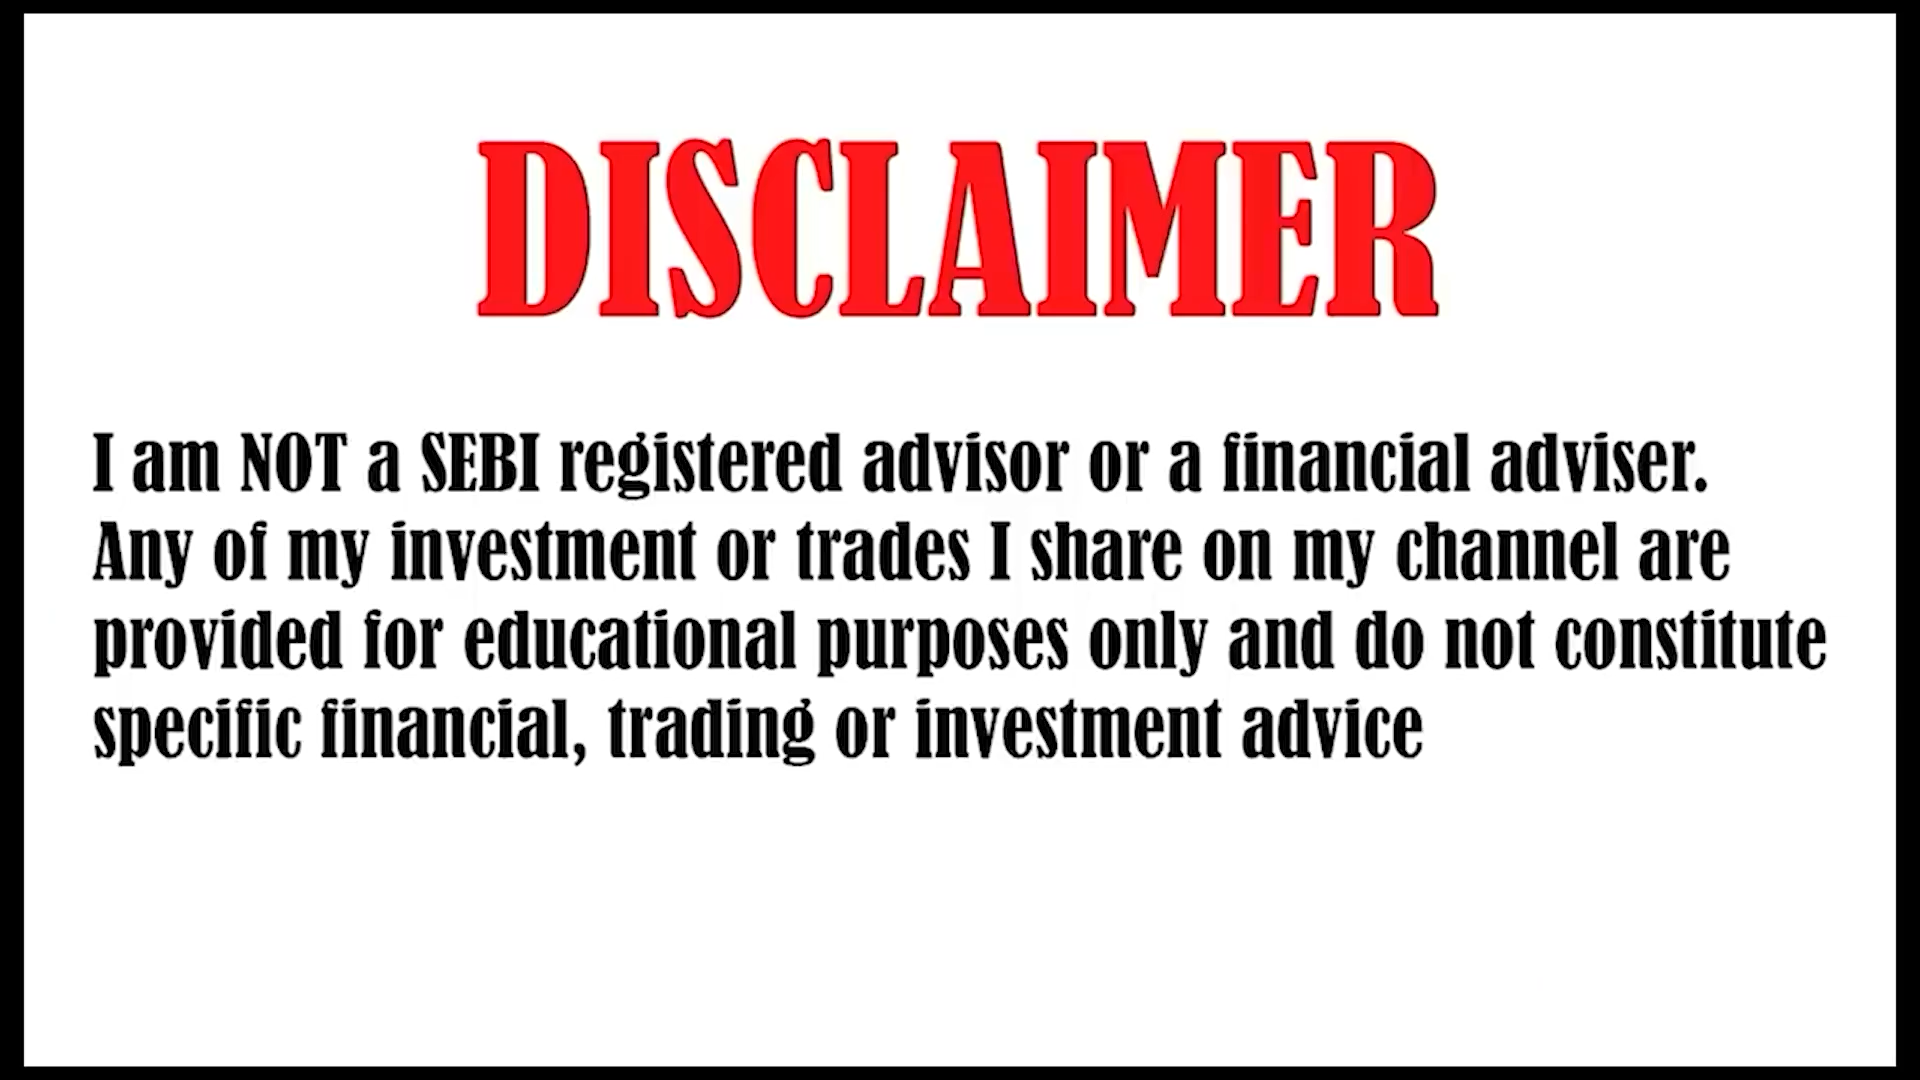 DISCLAIMER
I am NOT a SEBI registered advisor or a financial adviser.
Any of my investment or trades I share on my channel are
provided for educational purposes only and do not constitute
specific financial, trading or investment advice